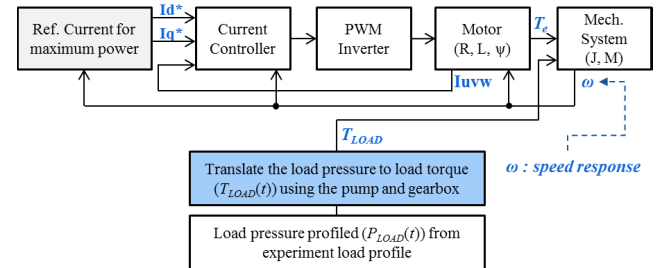 Ref. Current for
maximum power
Id*
Iq*
Current
Controller
PWM
Inverter
Motor
(R, L, ψ)
Te
Mech.
System
(J, M)
Iuvw
ω
TLOAD
ω : speed response
Translate the load pressure to load torque
(TLOAD(t)) using the pump and gearbox
Load pressure profiled (PLOAD(t)) from
experiment load profile